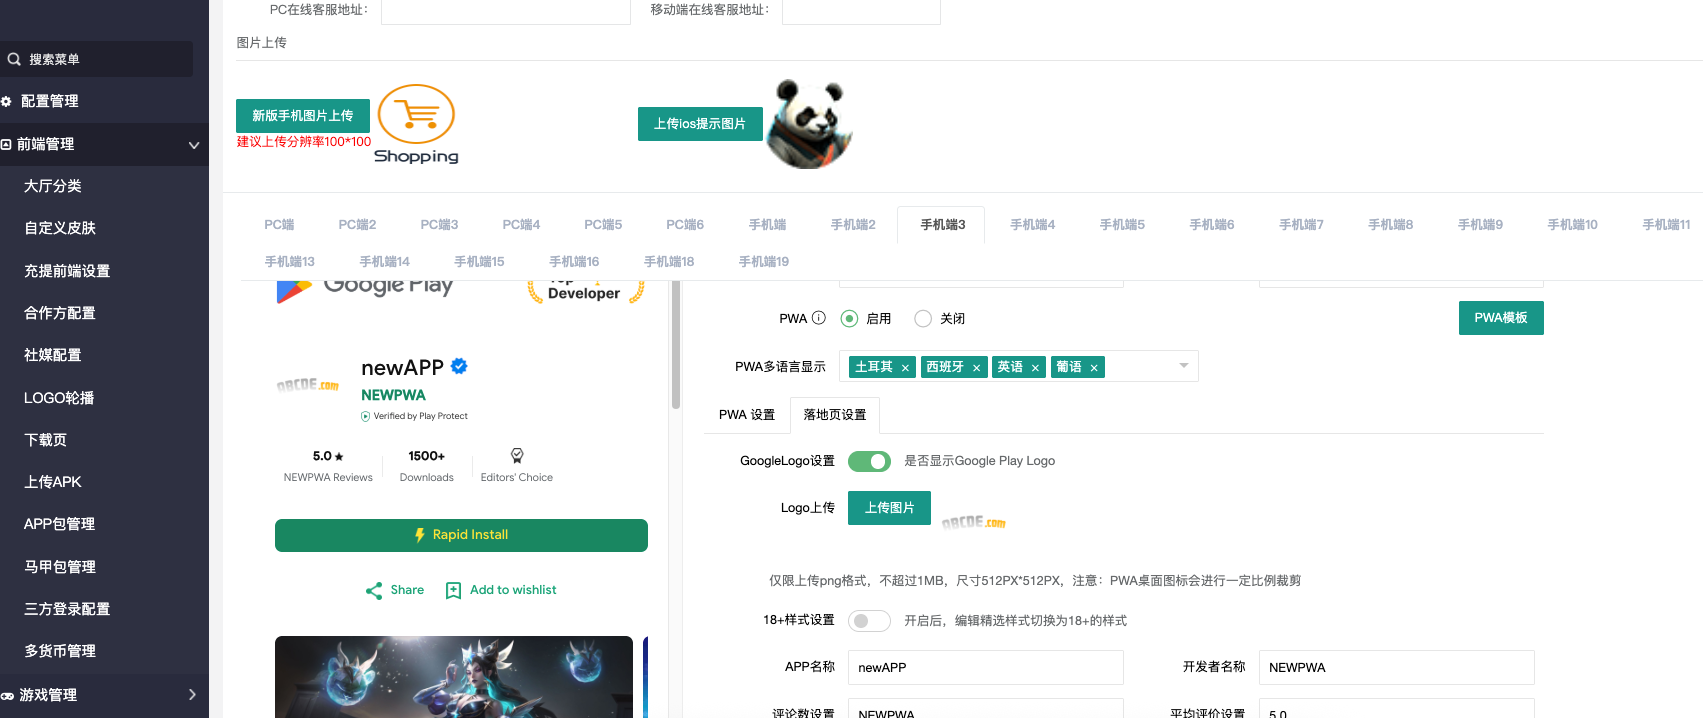 PC在线客服地址：
移动端在线客服地址：
图片上传
搜索菜单
配置管理
前端管理
大厅分类
自定义皮肤
充提前端设置
合作方配置
社媒配置
LOGO轮播
下载页
上传APK
APP包管理
马甲包管理
三方登录配置
多货币管理
游戏管理
新版手机图片上传
建议上传分辨率100*100
Shopping
上传ios提示图片
PC端 PC端2 PC端3 PC端4 PC端5 PC端6 手机端 手机端2 手机端3 手机端4 手机端5 手机端6 手机端7 手机端8 手机端9 手机端10 手机端11
手机端13 手机端14 手机端15 手机端16 手机端18 手机端19
Google Play
Top
Developer
newAPP
NEWPWA
Verified by Play Protect
ABCDE.com
5.0★ 1500+
NEWPWA Reviews Downloads Editors' Choice
Rapid Install
Share Add to wishlist
PWA 启用 关闭 PWA模板
PWA多语言显示 土耳其 × 西班牙 × 英语 × 葡语 ×
PWA 设置 落地页设置
GoogleLogo设置 是否显示Google Play Logo
Logo上传 上传图片 ABCDE.com
仅限上传png格式，不超过1MB，尺寸512PX*512PX，注意：PWA桌面图标会进行一定比例裁剪
18+样式设置 开启后，编辑精选样式切换为18+的样式
APP名称 newAPP 开发者名称 NEWPWA
评论数设置 NEWPWA 平均评价设置 5.0